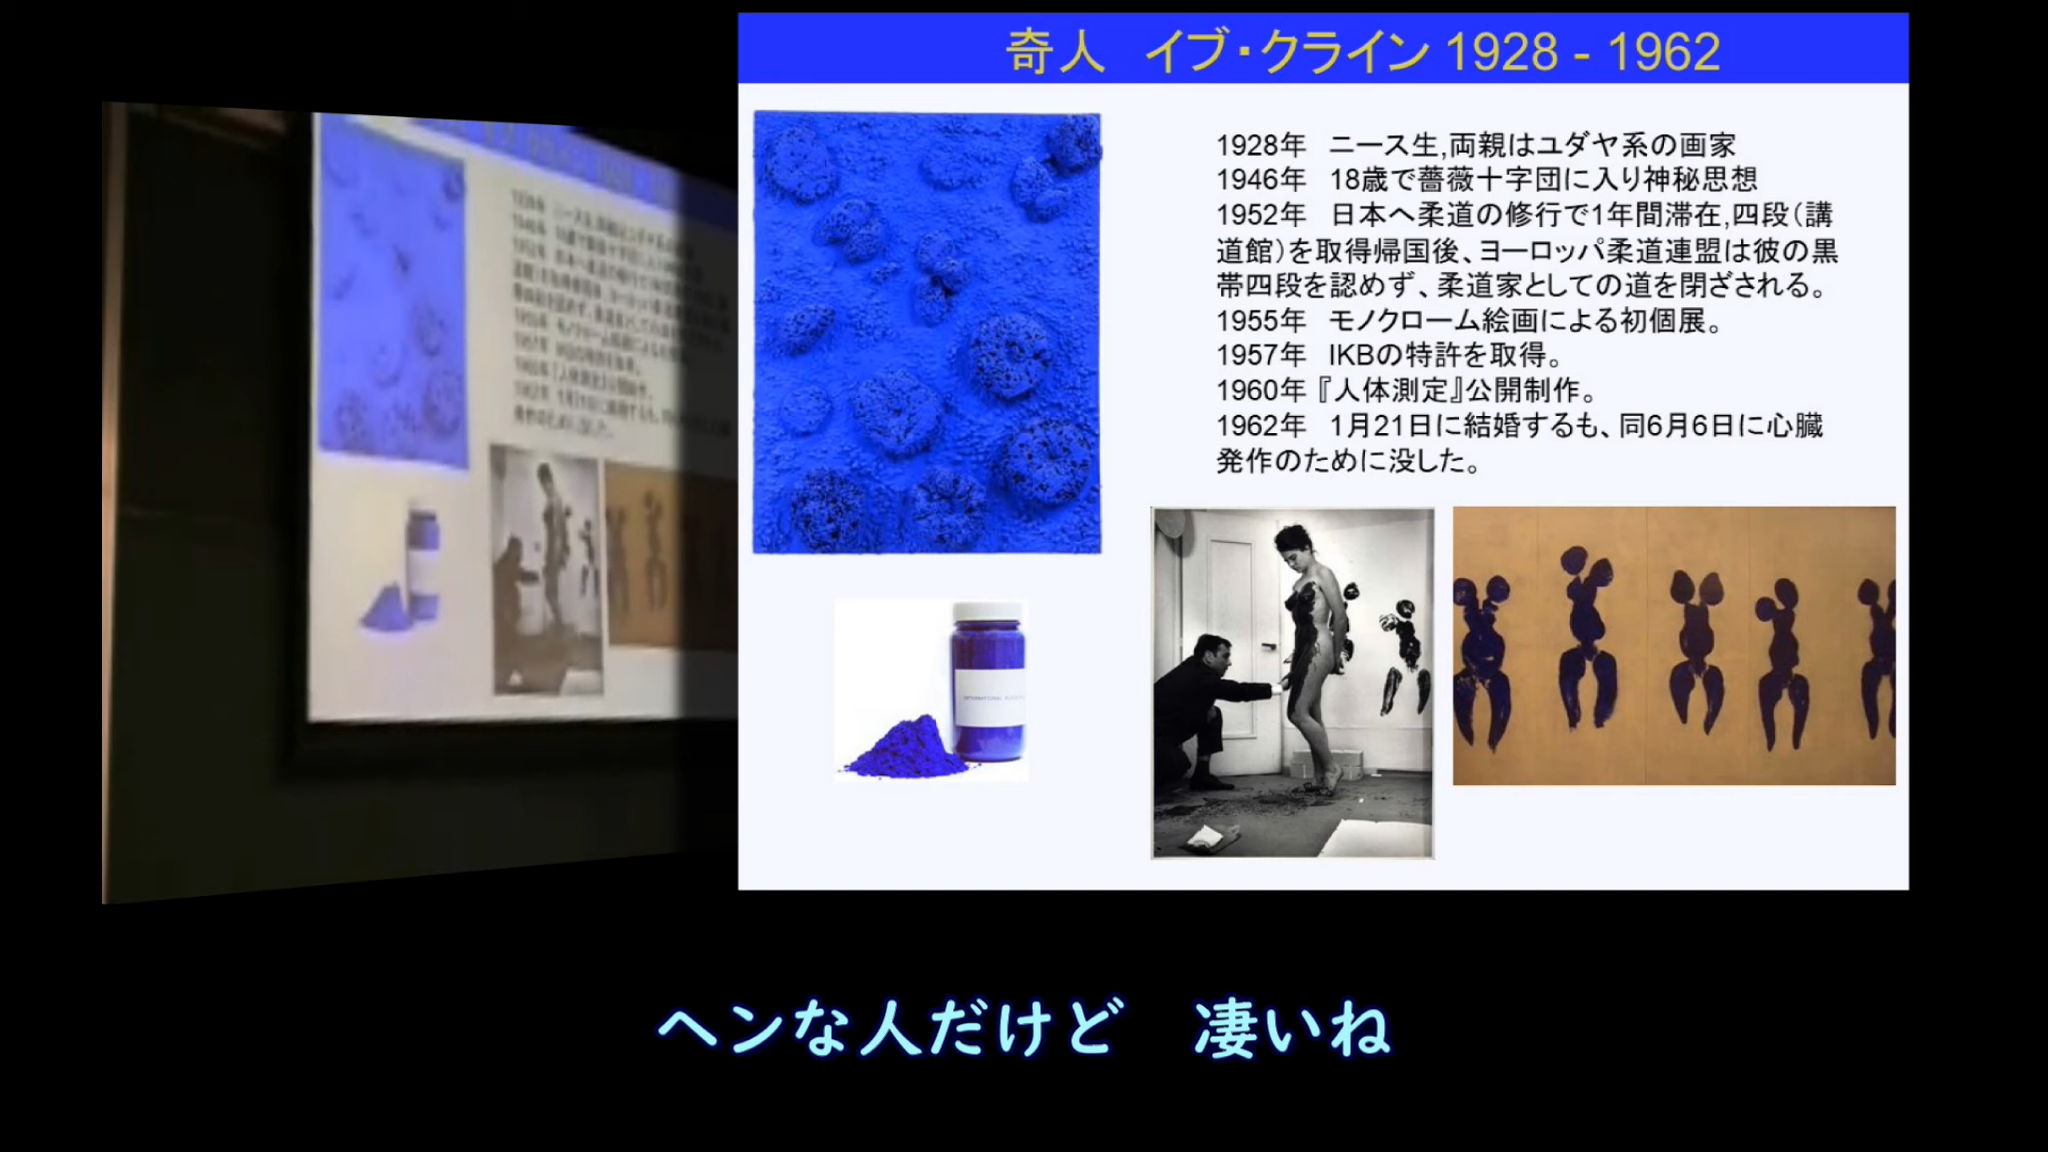 奇人　イブ・クライン 1928 - 1962
1928年　ニース生,両親はユダヤ系の画家
1946年　18歳で薔薇十字団に入り神秘思想
1952年　日本へ柔道の修行で1年間滞在,四段（講
道館）を取得帰国後、ヨーロッパ柔道連盟は彼の黒
帯四段を認めず、柔道家としての道を閉ざされる。
1955年　モノクローム絵画による初個展。
1957年　IKBの特許を取得。
1960年『人体測定』公開制作。
1962年　1月21日に結婚するも、同6月6日に心臓
発作のために没した。
INTERNATIONAL
ヘンな人だけど　凄いね